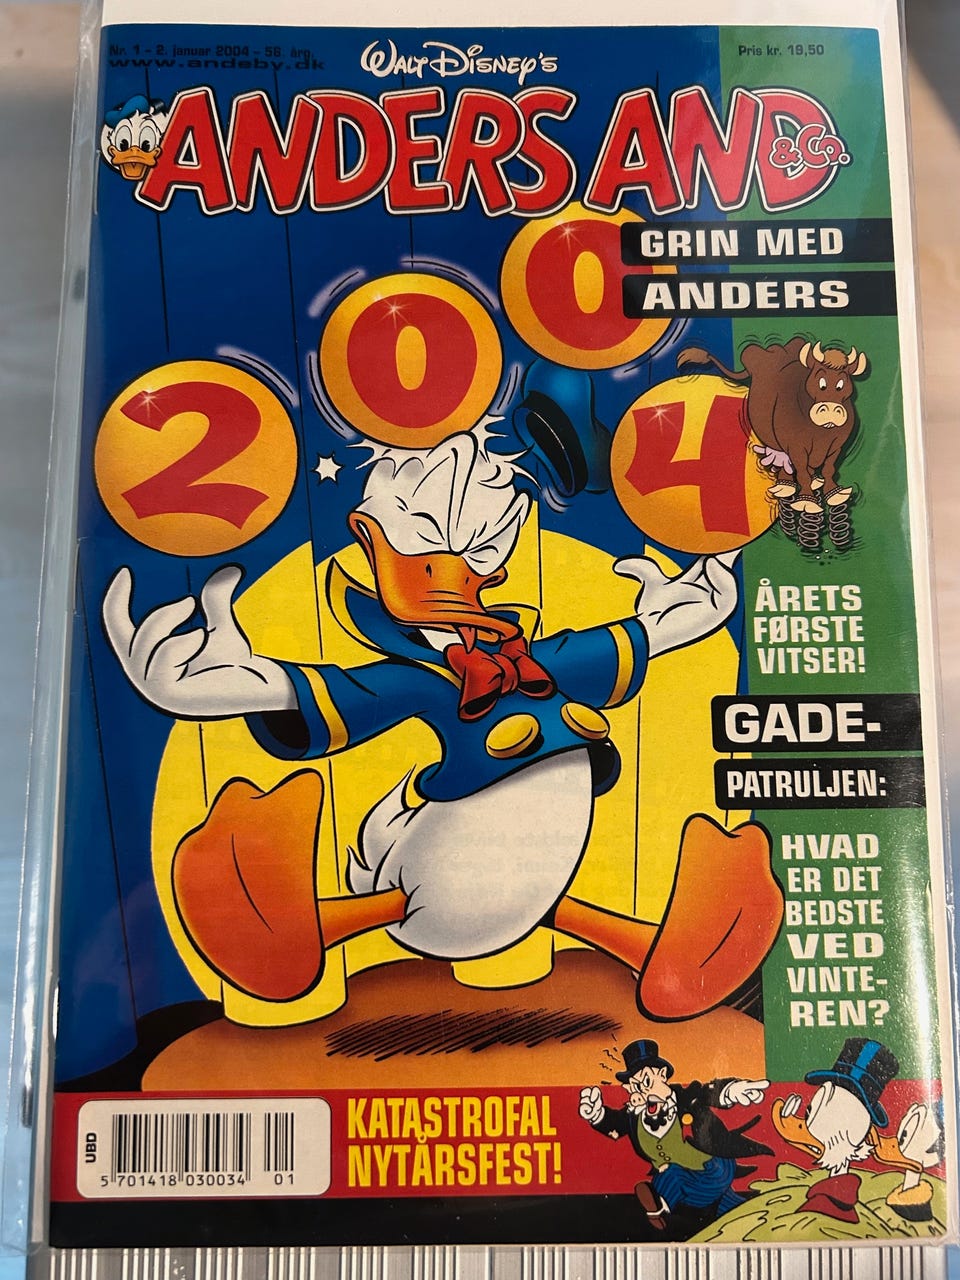 Nr. 1 - 2. januar 2004 - 56. årg.
www.andeby.dk
Pris kr. 19,50
WALT DISNEY'S
ANDERS AND
& Co.
GRIN MED
ANDERS
2 0 0 4
ÅRETS
FØRSTE
VITSER!
GADE-
PATRULJEN:
HVAD
ER DET
BEDSTE
VED
VINTE-
REN?
KATASTROFAL
NYTÅRSFEST!
UBD
5 701418 030034 01